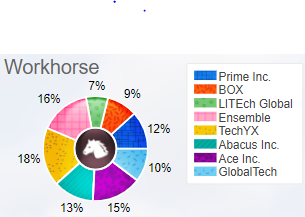 Workhorse
7%
9%
16%
12%
18%
10%
13%
15%
Prime Inc.
BOX
LITEch Global
Ensemble
TechYX
Abacus Inc.
Ace Inc.
GlobalTech